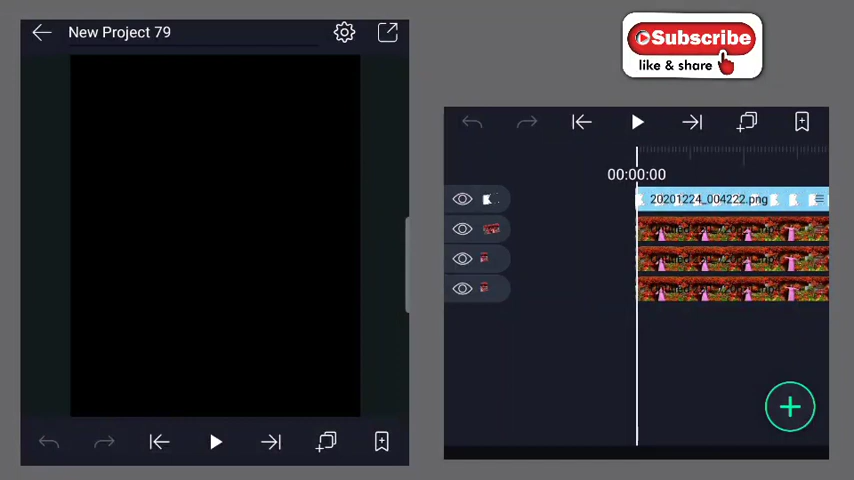 New Project 79
Subscribe
like & share
00:00:00
20201224_004222.png